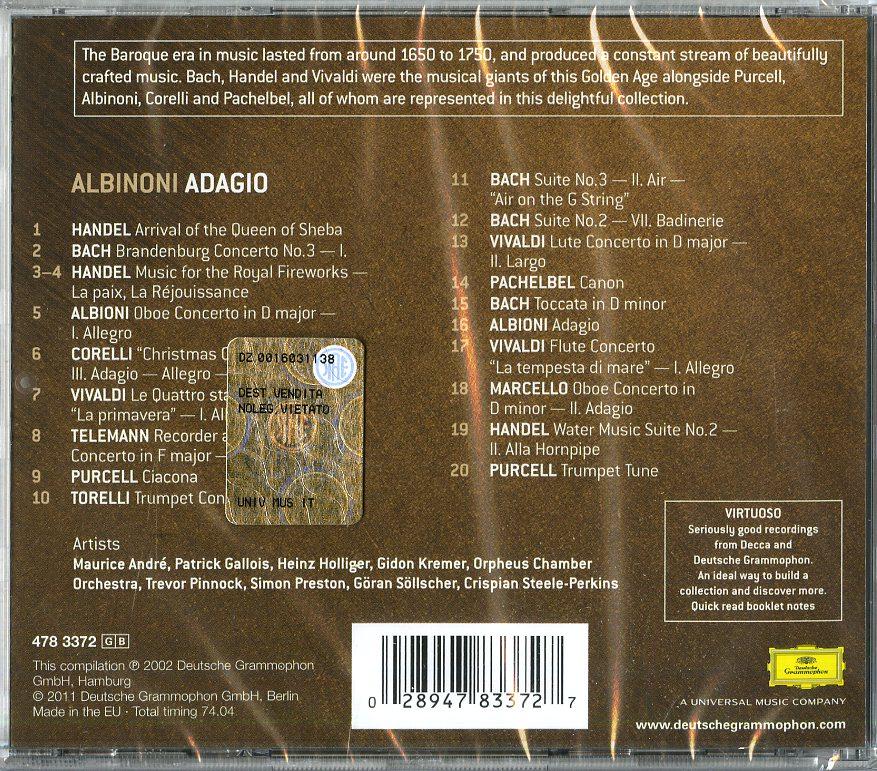 The Baroque era in music lasted from around 1650 to 1750, and produced a constant stream of beautifully
crafted music. Bach, Handel and Vivaldi were the musical giants of this Golden Age alongside Purcell,
Albinoni, Corelli and Pachelbel, all of whom are represented in this delightful collection.
ALBINONI ADAGIO
1 HANDEL Arrival of the Queen of Sheba
2 BACH Brandenburg Concerto No.3 — I.
3–4 HANDEL Music for the Royal Fireworks —
La paix, La Réjouissance
5 ALBIONI Oboe Concerto in D major —
I. Allegro
6 CORELLI “Christmas
III. Adagio — Allegro —
7 VIVALDI Le Quattro
“La primavera” — I.
8 TELEMANN Recorder
Concerto in F major —
9 PURCELL Ciacona
10 TORELLI Trumpet
11 BACH Suite No.3 — II. Air —
“Air on the G String”
12 BACH Suite No.2 — VII. Badinerie
13 VIVALDI Lute Concerto in D major —
II. Largo
14 PACHELBEL Canon
15 BACH Toccata in D minor
16 ALBIONI Adagio
17 VIVALDI Flute Concerto
“La tempesta di mare” — I. Allegro
18 MARCELLO Oboe Concerto in
D minor — II. Adagio
19 HANDEL Water Music Suite No.2 —
II. Alla Hornpipe
20 PURCELL Trumpet Tune
DZ 0016031138
DEST.VENDITA
NOLEG.VIETATO
UNIV MUS IT
Artists
Maurice André, Patrick Gallois, Heinz Holliger, Gidon Kremer, Orpheus Chamber
Orchestra, Trevor Pinnock, Simon Preston, Göran Söllscher, Crispian Steele-Perkins
VIRTUOSO
Seriously good recordings
from Decca and
Deutsche Grammophon.
An ideal way to build a
collection and discover more.
Quick read booklet notes
478 3372 GB
This compilation ℗ 2002 Deutsche Grammophon
GmbH, Hamburg
© 2011 Deutsche Grammophon GmbH, Berlin
Made in the EU · Total timing 74.04
0 28947 83372 7
Deutsche
Grammophon
A UNIVERSAL MUSIC COMPANY
www.deutschegrammophon.com